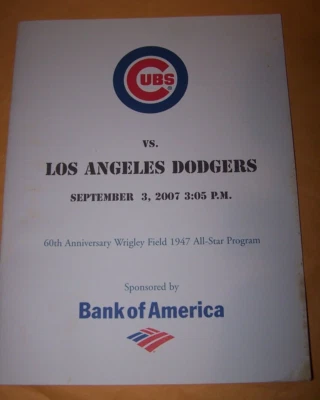 CUBS
VS.
LOS ANGELES DODGERS
SEPTEMBER 3, 2007 3:05 P.M.
60th Anniversary Wrigley Field 1947 All-Star Program
Sponsored by
Bank of America